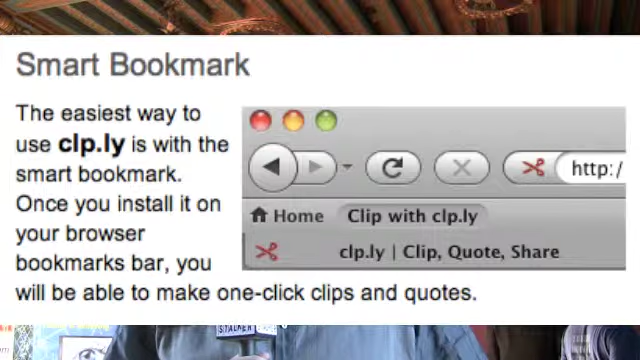 Smart Bookmark
The easiest way to
use clp.ly is with the
smart bookmark.
Once you install it on
your browser
bookmarks bar, you
will be able to make one-click clips and quotes.
http:/
Home Clip with clp.ly
clp.ly | Clip, Quote, Share
STALKER